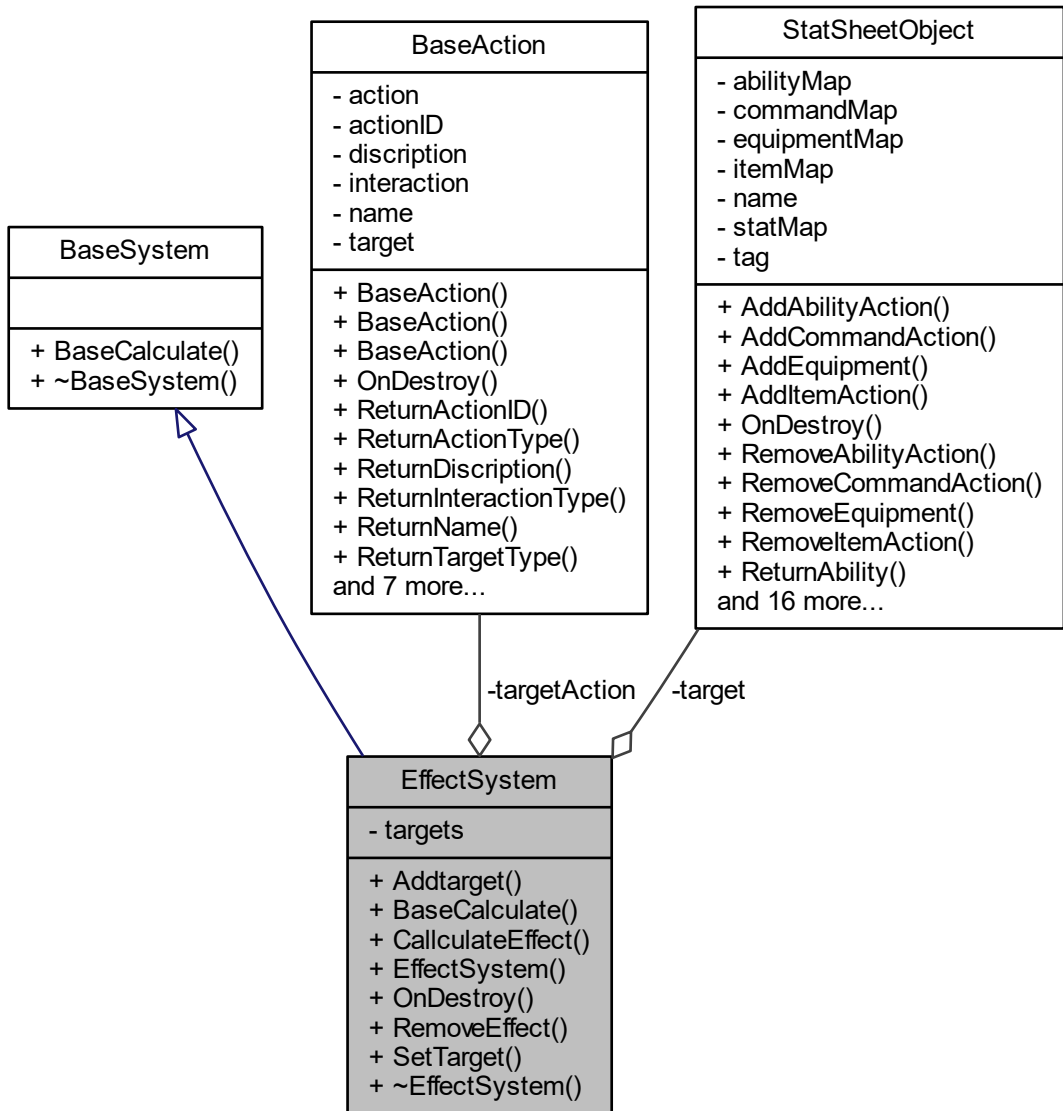 BaseSystem
+ BaseCalculate()
+ ~BaseSystem()
BaseAction
- action
- actionID
- discription
- interaction
- name
- target
+ BaseAction()
+ BaseAction()
+ BaseAction()
+ OnDestroy()
+ ReturnActionID()
+ ReturnActionType()
+ ReturnDiscription()
+ ReturnInteractionType()
+ ReturnName()
+ ReturnTargetType()
and 7 more...
StatSheetObject
- abilityMap
- commandMap
- equipmentMap
- itemMap
- name
- statMap
- tag
+ AddAbilityAction()
+ AddCommandAction()
+ AddEquipment()
+ AddItemAction()
+ OnDestroy()
+ RemoveAbilityAction()
+ RemoveCommandAction()
+ RemoveEquipment()
+ RemoveItemAction()
+ ReturnAbility()
and 16 more...
-targetAction
-target
EffectSystem
- targets
+ Addtarget()
+ BaseCalculate()
+ CallculateEffect()
+ EffectSystem()
+ OnDestroy()
+ RemoveEffect()
+ SetTarget()
+ ~EffectSystem()